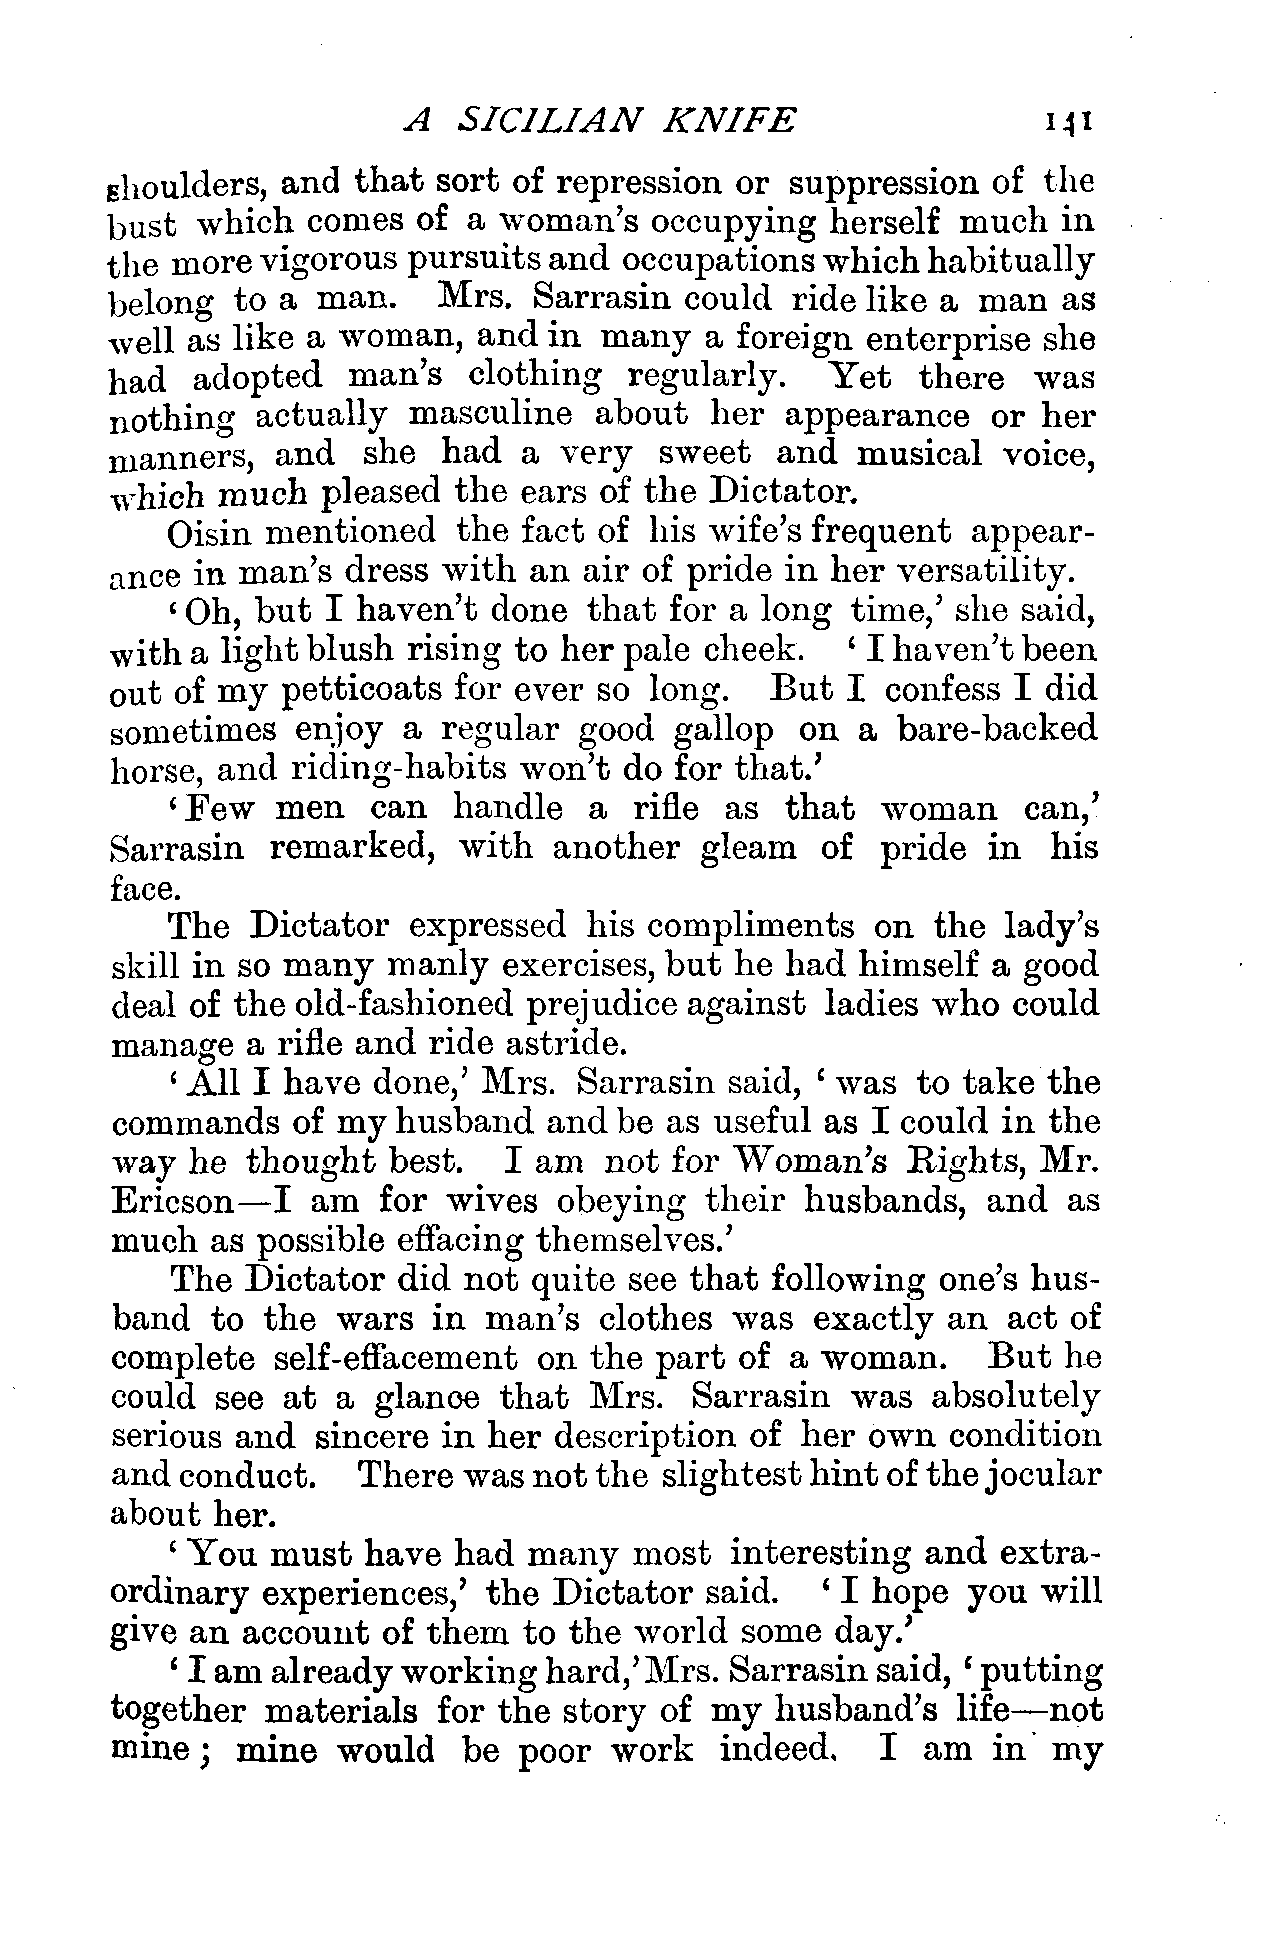 A SICILIAN KNIFE 141
shoulders, and that sort of repression or suppression of the
bust which comes of a woman's occupying herself much in
the more vigorous pursuits and occupations which habitually
belong to a man. Mrs. Sarrasin could ride like a man as
well as like a woman, and in many a foreign enterprise she
had adopted man's clothing regularly. Yet there was
nothing actually masculine about her appearance or her
manners, and she had a very sweet and musical voice,
which much pleased the ears of the Dictator.
Oisin mentioned the fact of his wife's frequent appear-
ance in man's dress with an air of pride in her versatility.
‘Oh, but I haven't done that for a long time,’ she said,
with a light blush rising to her pale cheek. ‘I haven't been
out of my petticoats for ever so long. But I confess I did
sometimes enjoy a regular good gallop on a bare-backed
horse, and riding-habits won't do for that.’
‘Few men can handle a rifle as that woman can,’
Sarrasin remarked, with another gleam of pride in his
face.
The Dictator expressed his compliments on the lady's
skill in so many manly exercises, but he had himself a good
deal of the old-fashioned prejudice against ladies who could
manage a rifle and ride astride.
‘All I have done,’ Mrs. Sarrasin said, ‘was to take the
commands of my husband and be as useful as I could in the
way he thought best. I am not for Woman's Rights, Mr.
Ericson—I am for wives obeying their husbands, and as
much as possible effacing themselves.’
The Dictator did not quite see that following one's hus-
band to the wars in man's clothes was exactly an act of
complete self-effacement on the part of a woman. But he
could see at a glance that Mrs. Sarrasin was absolutely
serious and sincere in her description of her own condition
and conduct. There was not the slightest hint of the jocular
about her.
‘You must have had many most interesting and extra-
ordinary experiences,’ the Dictator said. ‘I hope you will
give an account of them to the world some day.’
‘I am already working hard,’ Mrs. Sarrasin said, ‘putting
together materials for the story of my husband's life—not
mine; mine would be poor work indeed. I am in my